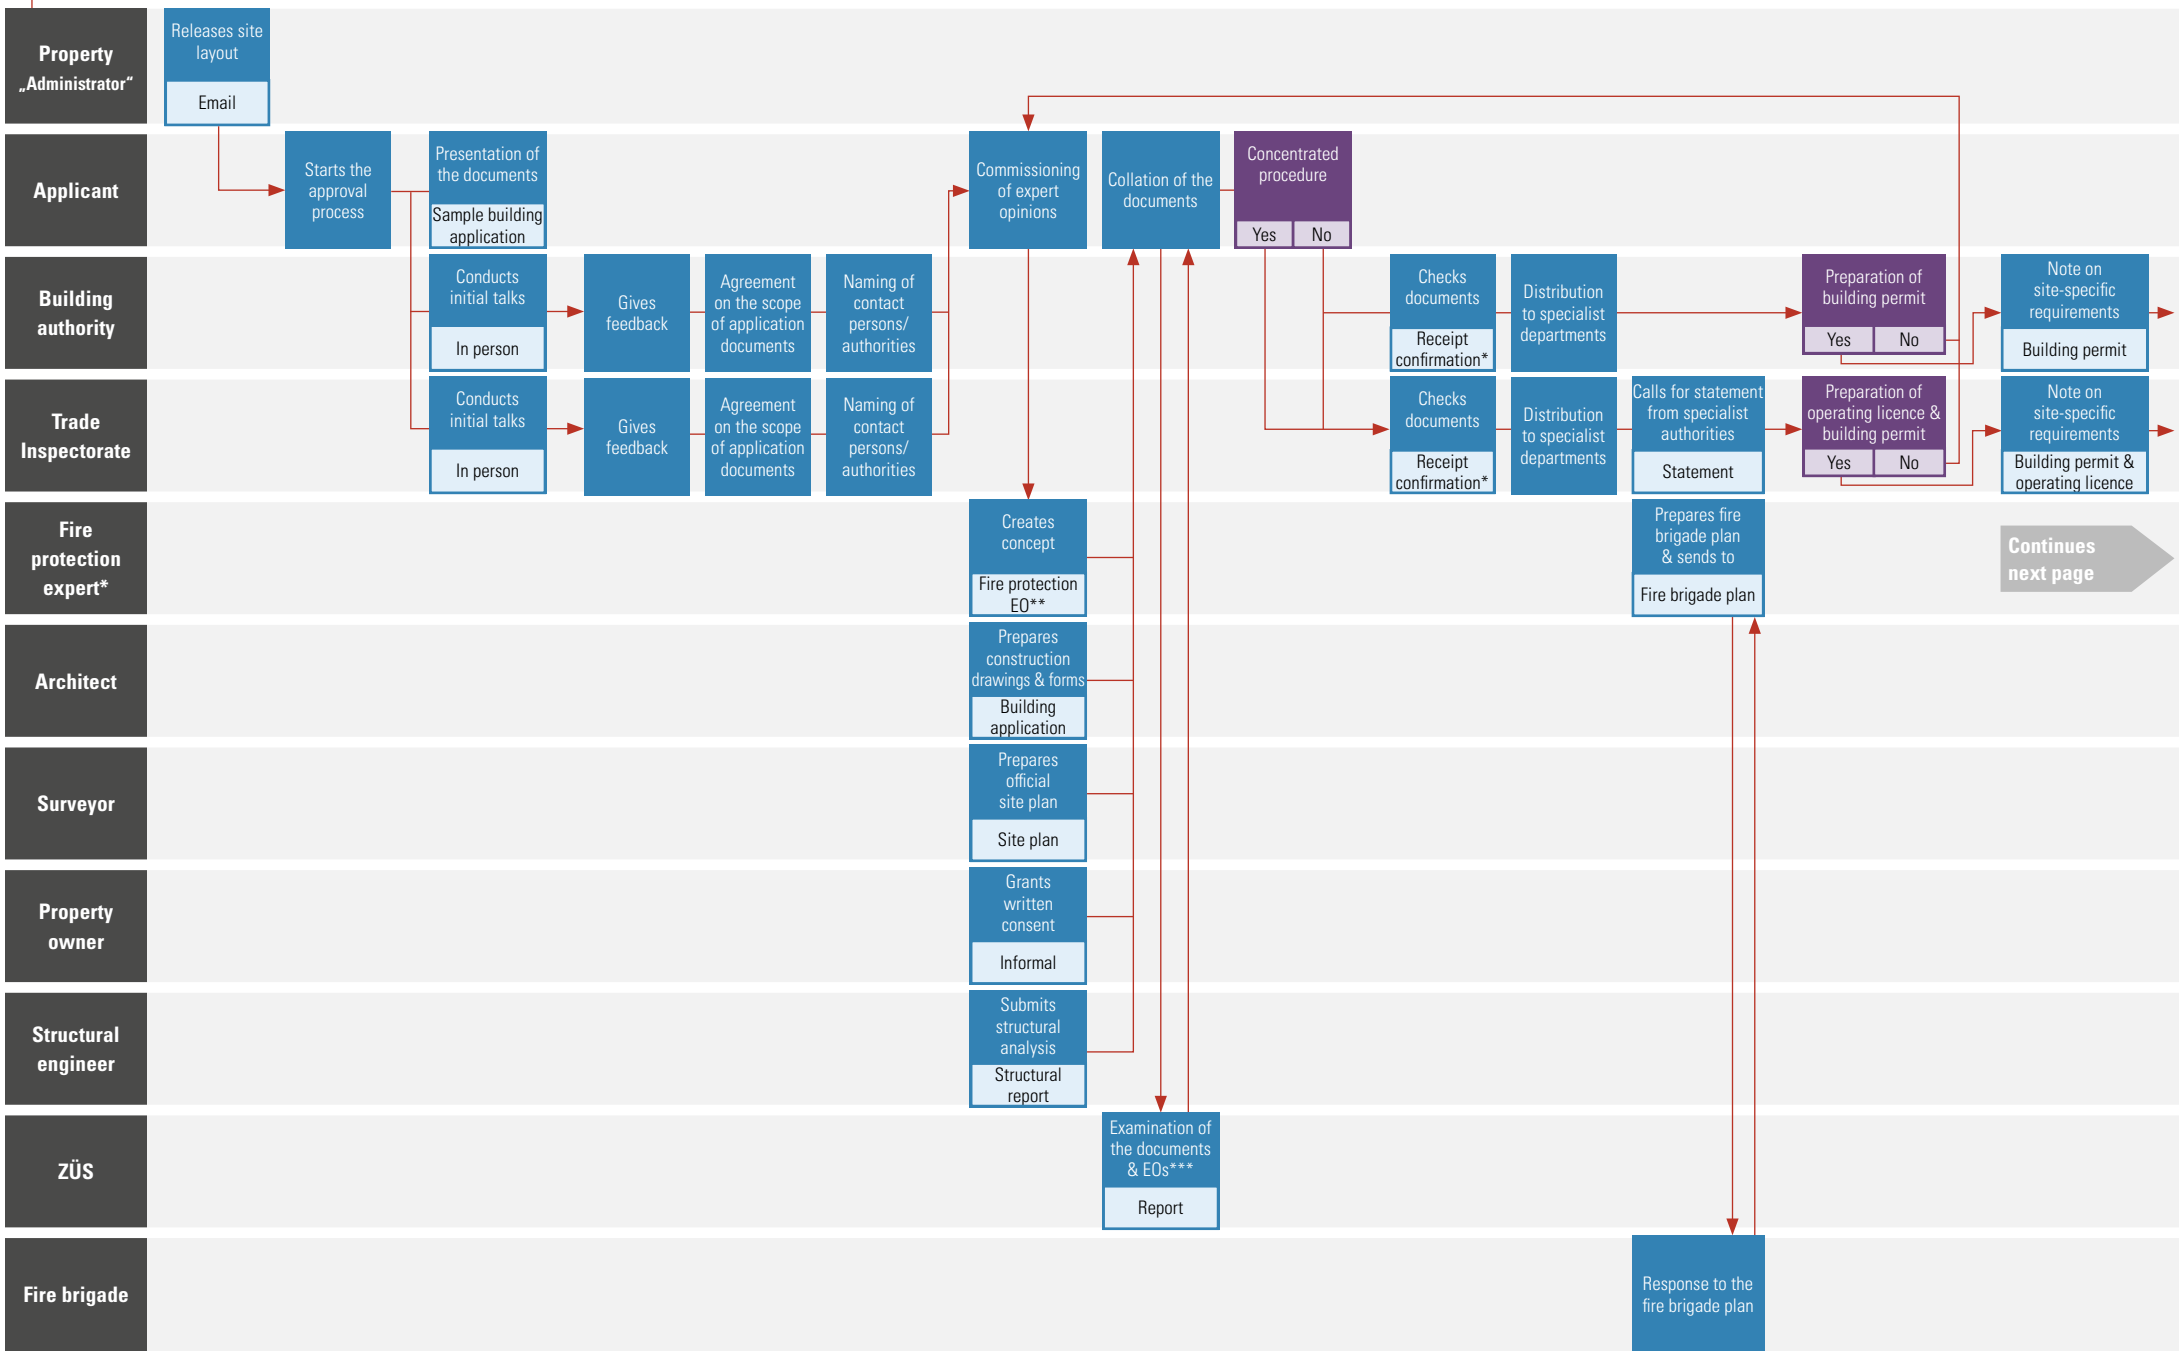 Property
„Administrator“
Releases site
layout
Email
Applicant
Starts the
approval
process
Presentation of
the documents
Sample building
application
Commissioning
of expert
opinions
Collation of the
documents
Concentrated
procedure
Yes
No
Building
authority
Conducts
initial talks
In person
Gives
feedback
Agreement
on the scope
of application
documents
Naming of
contact
persons/
authorities
Checks
documents
Receipt
confirmation*
Distribution
to specialist
departments
Preparation of
building permit
Yes
No
Note on
site-specific
requirements
Building permit
Trade
Inspectorate
Conducts
initial talks
In person
Gives
feedback
Agreement
on the scope
of application
documents
Naming of
contact
persons/
authorities
Checks
documents
Receipt
confirmation*
Distribution
to specialist
departments
Calls for statement
from specialist
authorities
Statement
Preparation of
operating licence &
building permit
Yes
No
Note on
site-specific
requirements
Building permit &
operating licence
Fire
protection
expert*
Creates
concept
Fire protection
EO**
Prepares fire
brigade plan
& sends to
Fire brigade plan
Continues
next page
Architect
Prepares
construction
drawings & forms
Building
application
Surveyor
Prepares
official
site plan
Site plan
Property
owner
Grants
written
consent
Informal
Structural
engineer
Submits
structural
analysis
Structural
report
ZÜS
Examination of
the documents
& EOs***
Report
Fire brigade
Response to the
fire brigade plan